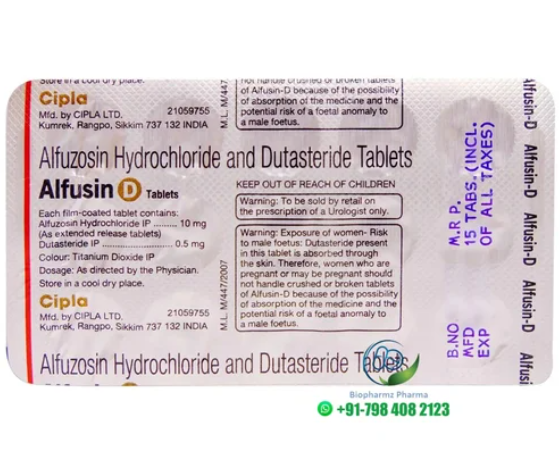 Store in a cool dry place.
Cipla
Mfd. by CIPLA LTD. 21059755
Kumrek, Rangpo, Sikkim 737 132 INDIA
M.L. M/447
not handle crushed or broken tablets
of Alfusin-D because of the possibility
of absorption of the medicine and the
potential risk of a foetal anomaly to
a male foetus.
Alfuzosin Hydrochloride and Dutasteride Tablets
Alfusin D Tablets
Each film-coated tablet contains:
Alfuzosin Hydrochloride IP ......... 10 mg
(As extended release tablets)
Dutasteride IP ......................... 0.5 mg
Colour: Titanium Dioxide IP
Dosage: As directed by the Physician.
Store in a cool dry place.
Cipla
Mfd. by CIPLA LTD. 21059755
Kumrek, Rangpo, Sikkim 737 132 INDIA
M.L. M/447/2007
KEEP OUT OF REACH OF CHILDREN
Warning: To be sold by retail on
the prescription of a Urologist only.
Warning: Exposure of women- Risk
to male foetus: Dutasteride present
in this tablet is absorbed through
the skin. Therefore, women who are
pregnant or may be pregnant should
not handle crushed or broken tablets
of Alfusin-D because of the possibility
of absorption of the medicine and the
potential risk of a foetal anomaly to
a male foetus.
Alfuzosin Hydrochloride and Dutasteride Tablets
M.R.P.
15 TABS. (INCL.
OF ALL TAXES)
B.NO
MFD
EXP
Alfusin-D
Alfusin-D
Alfusin-D
Alfusin-D
Alfusin-D
Biopharmz Pharma
+91-798 408 2123